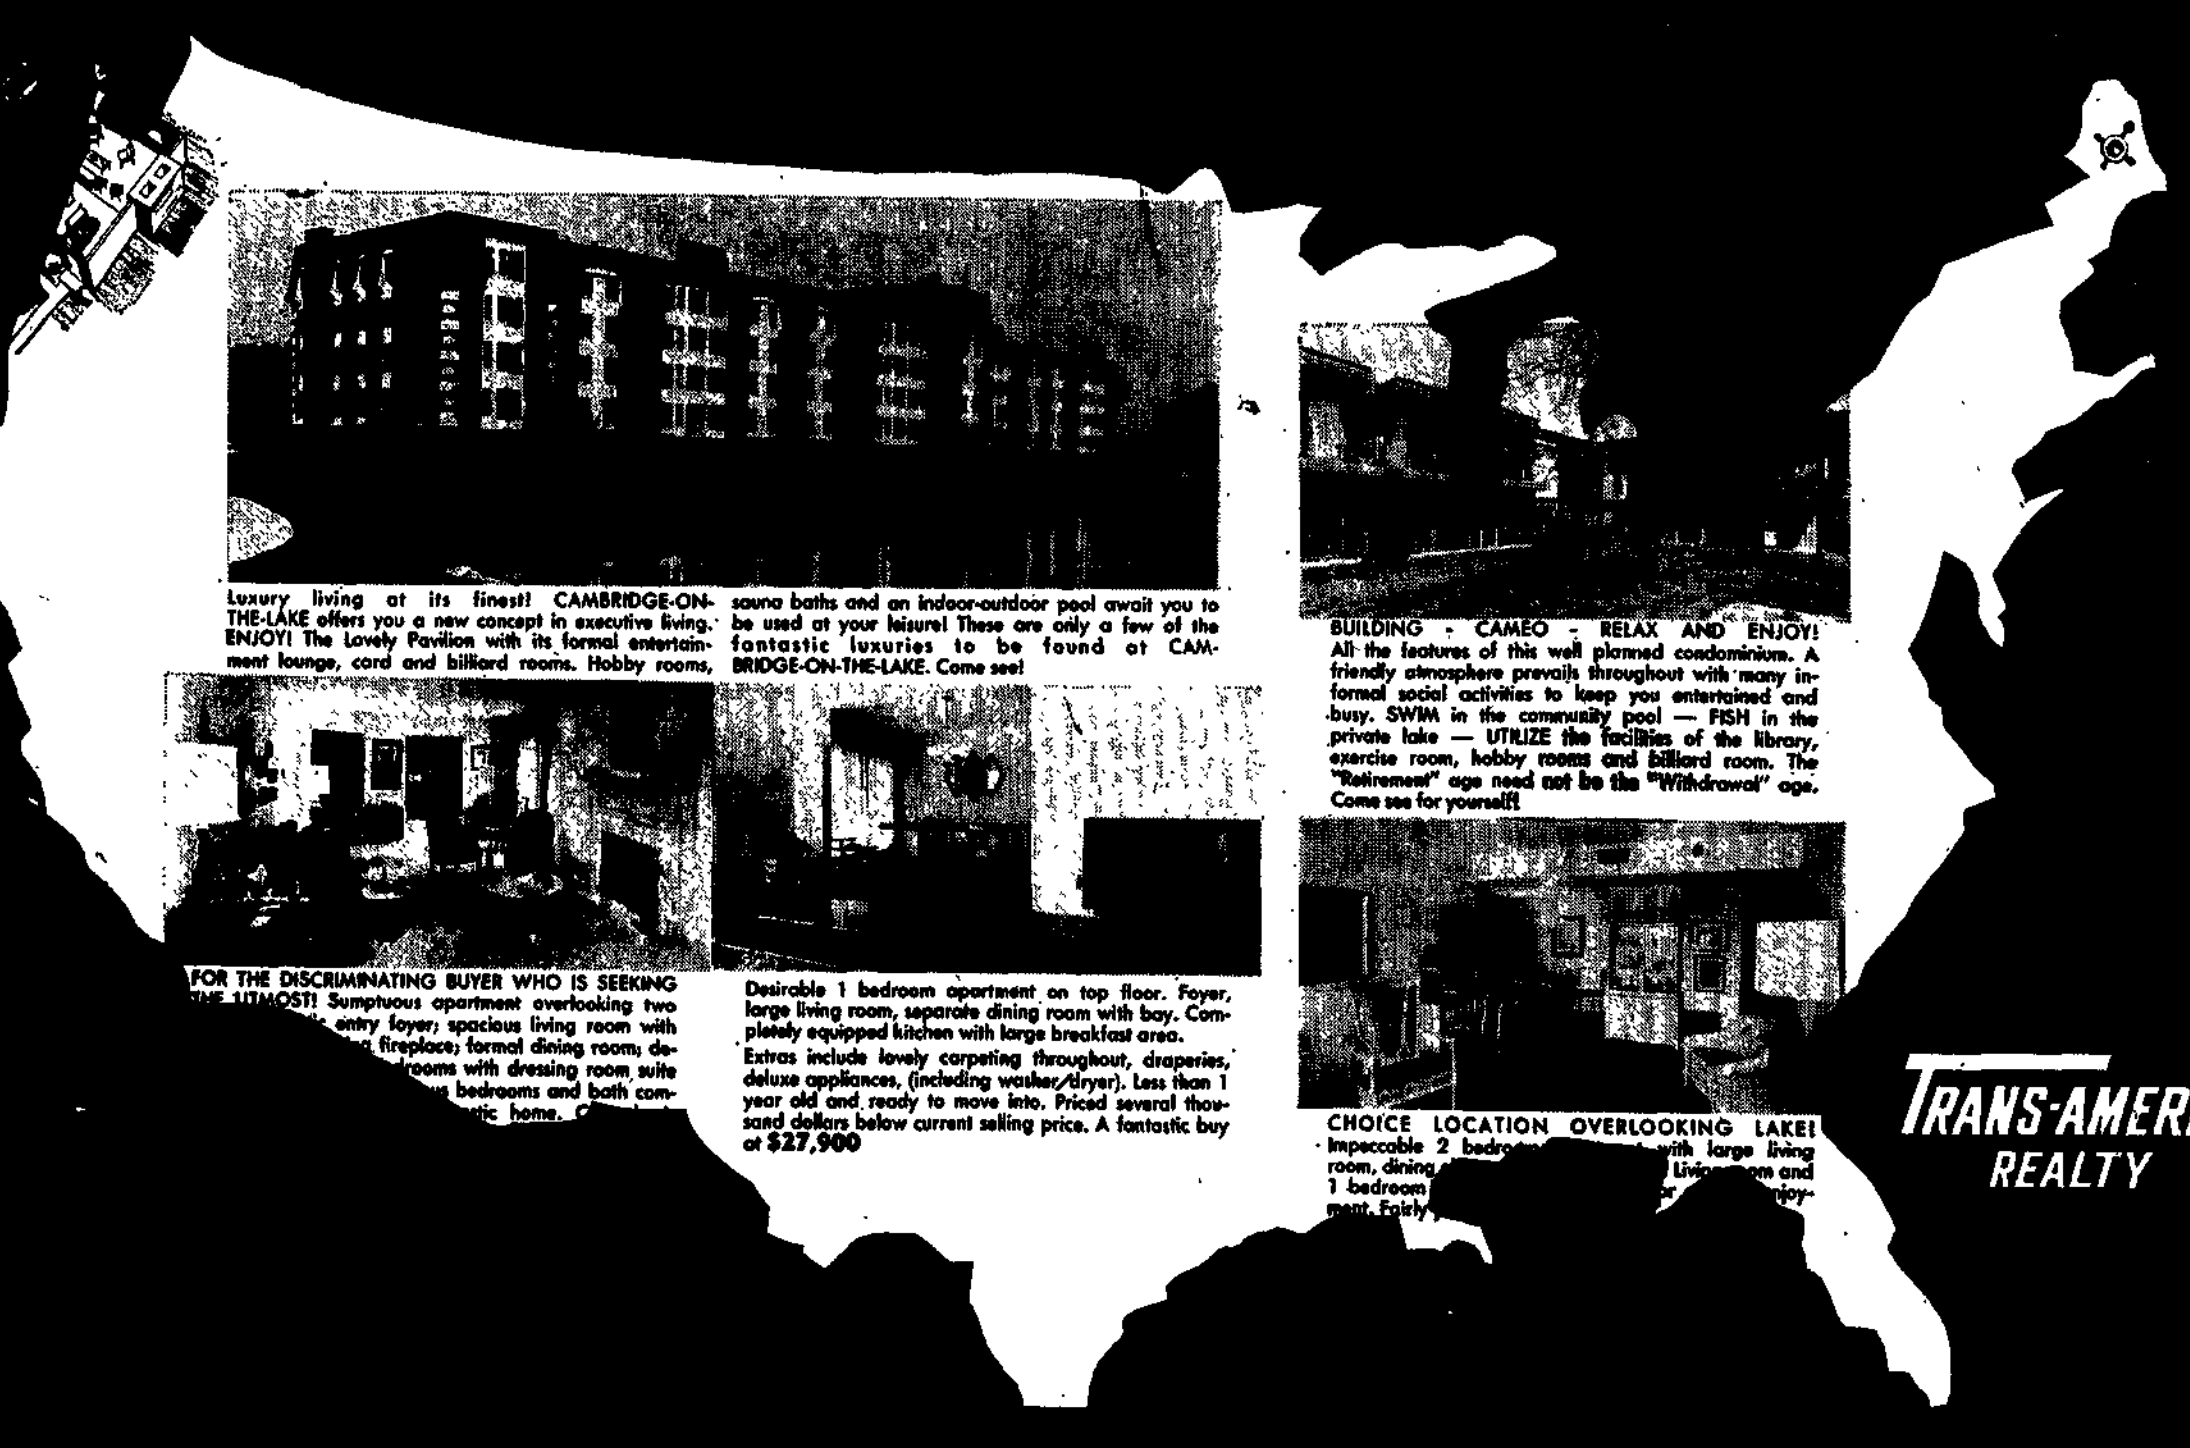 Luxury living at its finest! CAMBRIDGE-ON-
THE-LAKE offers you a new concept in executive living.
ENJOY! The Lovely Pavilion with its formal entertain-
ment lounge, card and billiard rooms. Hobby rooms,
sauna baths and an indoor-outdoor pool await you to
be used at your leisure! These are only a few of the
fantastic luxuries to be found at CAM-
BRIDGE-ON-THE-LAKE. Come see!
FOR THE DISCRIMINATING BUYER WHO IS SEEKING
THE UTMOST! Sumptuous apartment overlooking two
entry foyer; spacious living room with
fireplace; formal dining room; de-
rooms with dressing room suite
bedrooms and bath com-
home.
Desirable 1 bedroom apartment on top floor. Foyer,
large living room, separate dining room with bay. Com-
pletely equipped kitchen with large breakfast area.
Extras include lovely carpeting throughout, draperies,
deluxe appliances, (including washer/dryer). Less than 1
year old and ready to move into. Priced several thou-
sand dollars below current selling price. A fantastic buy
at $27,900
BUILDING - CAMEO - RELAX AND ENJOY!
All the features of this well planned condominium. A
friendly atmosphere prevails throughout with many in-
formal social activities to keep you entertained and
busy. SWIM in the community pool — FISH in the
private lake — UTILIZE the facilities of the library,
exercise room, hobby rooms and billiard room. The
"Retirement" age need not be the "Withdrawal" age.
Come see for yourself!
CHOICE LOCATION OVERLOOKING LAKE!
Impeccable 2 with large living
room, dining Living room and
1 bedroom
ment. Fairly
TRANS-AMER
REALTY